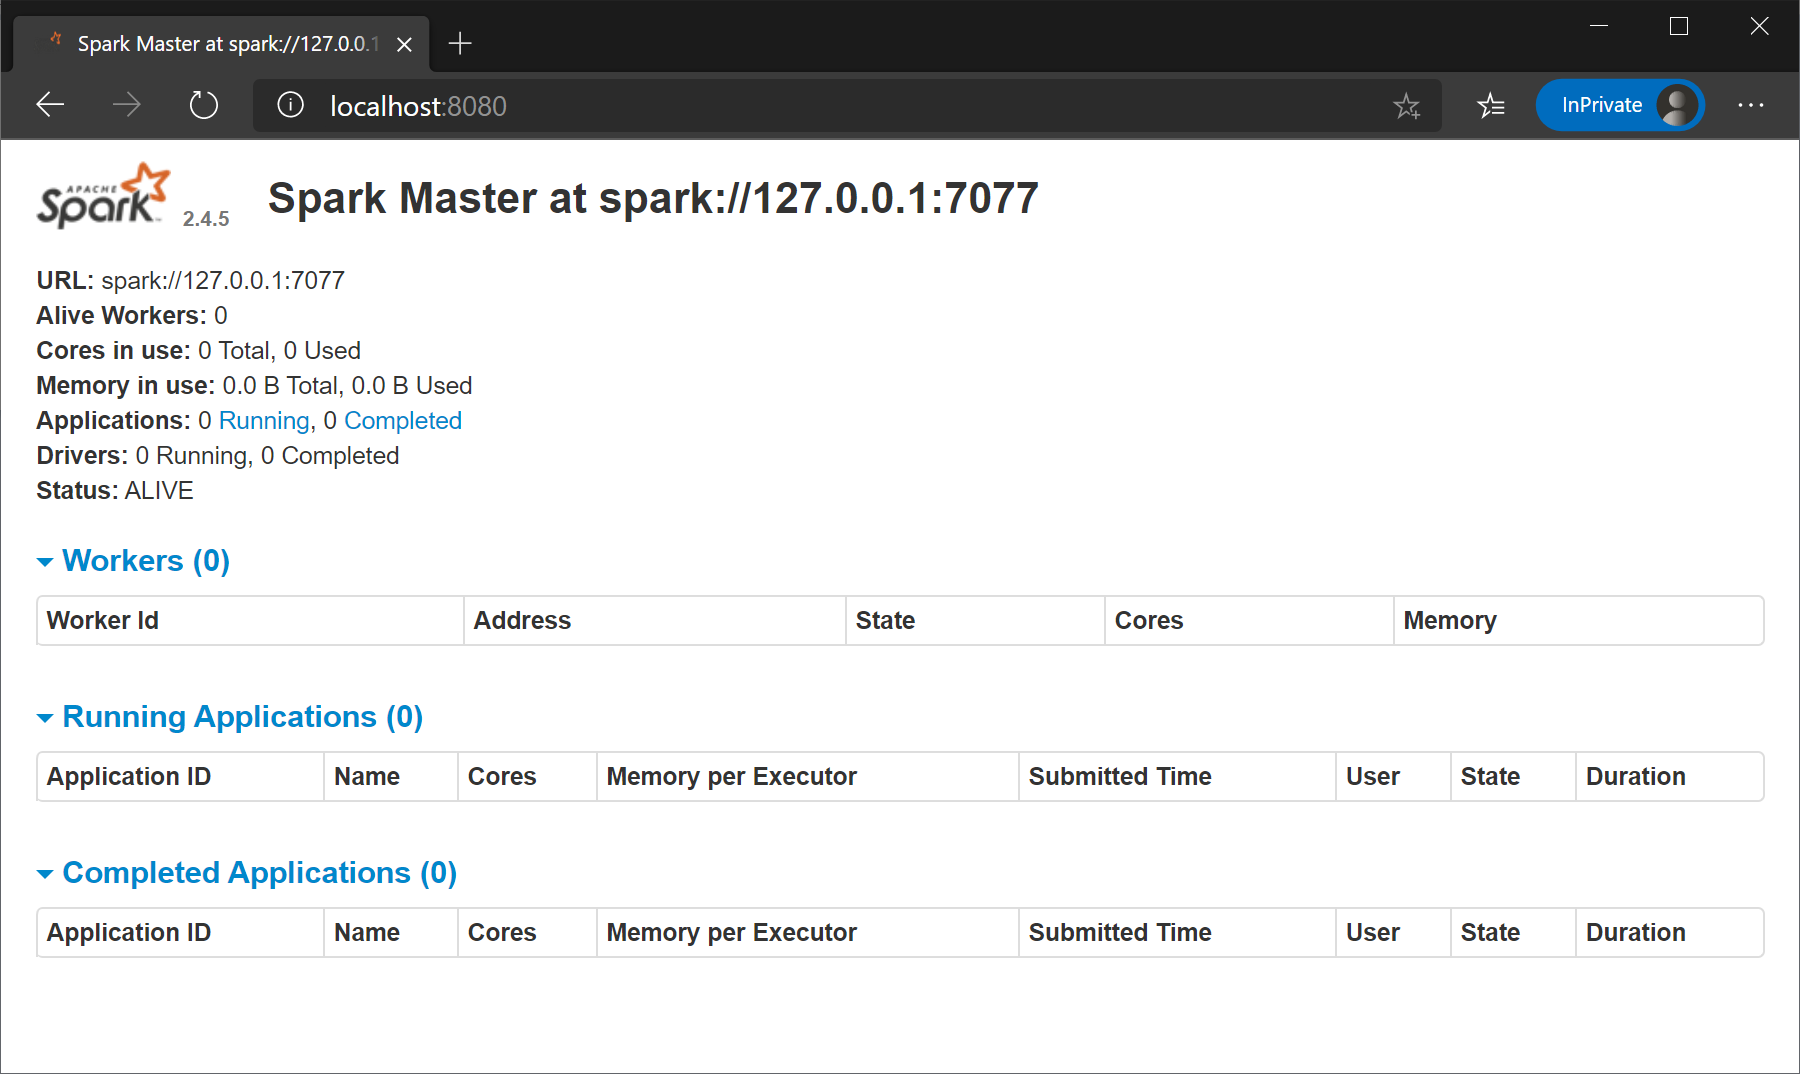 Spark Master at spark://127.0.0.1
localhost:8080
InPrivate
APACHE
Spark
2.4.5
Spark Master at spark://127.0.0.1:7077
URL: spark://127.0.0.1:7077
Alive Workers: 0
Cores in use: 0 Total, 0 Used
Memory in use: 0.0 B Total, 0.0 B Used
Applications: 0 Running, 0 Completed
Drivers: 0 Running, 0 Completed
Status: ALIVE
Workers (0)
Worker Id Address State Cores Memory
Running Applications (0)
Application ID Name Cores Memory per Executor Submitted Time User State Duration
Completed Applications (0)
Application ID Name Cores Memory per Executor Submitted Time User State Duration